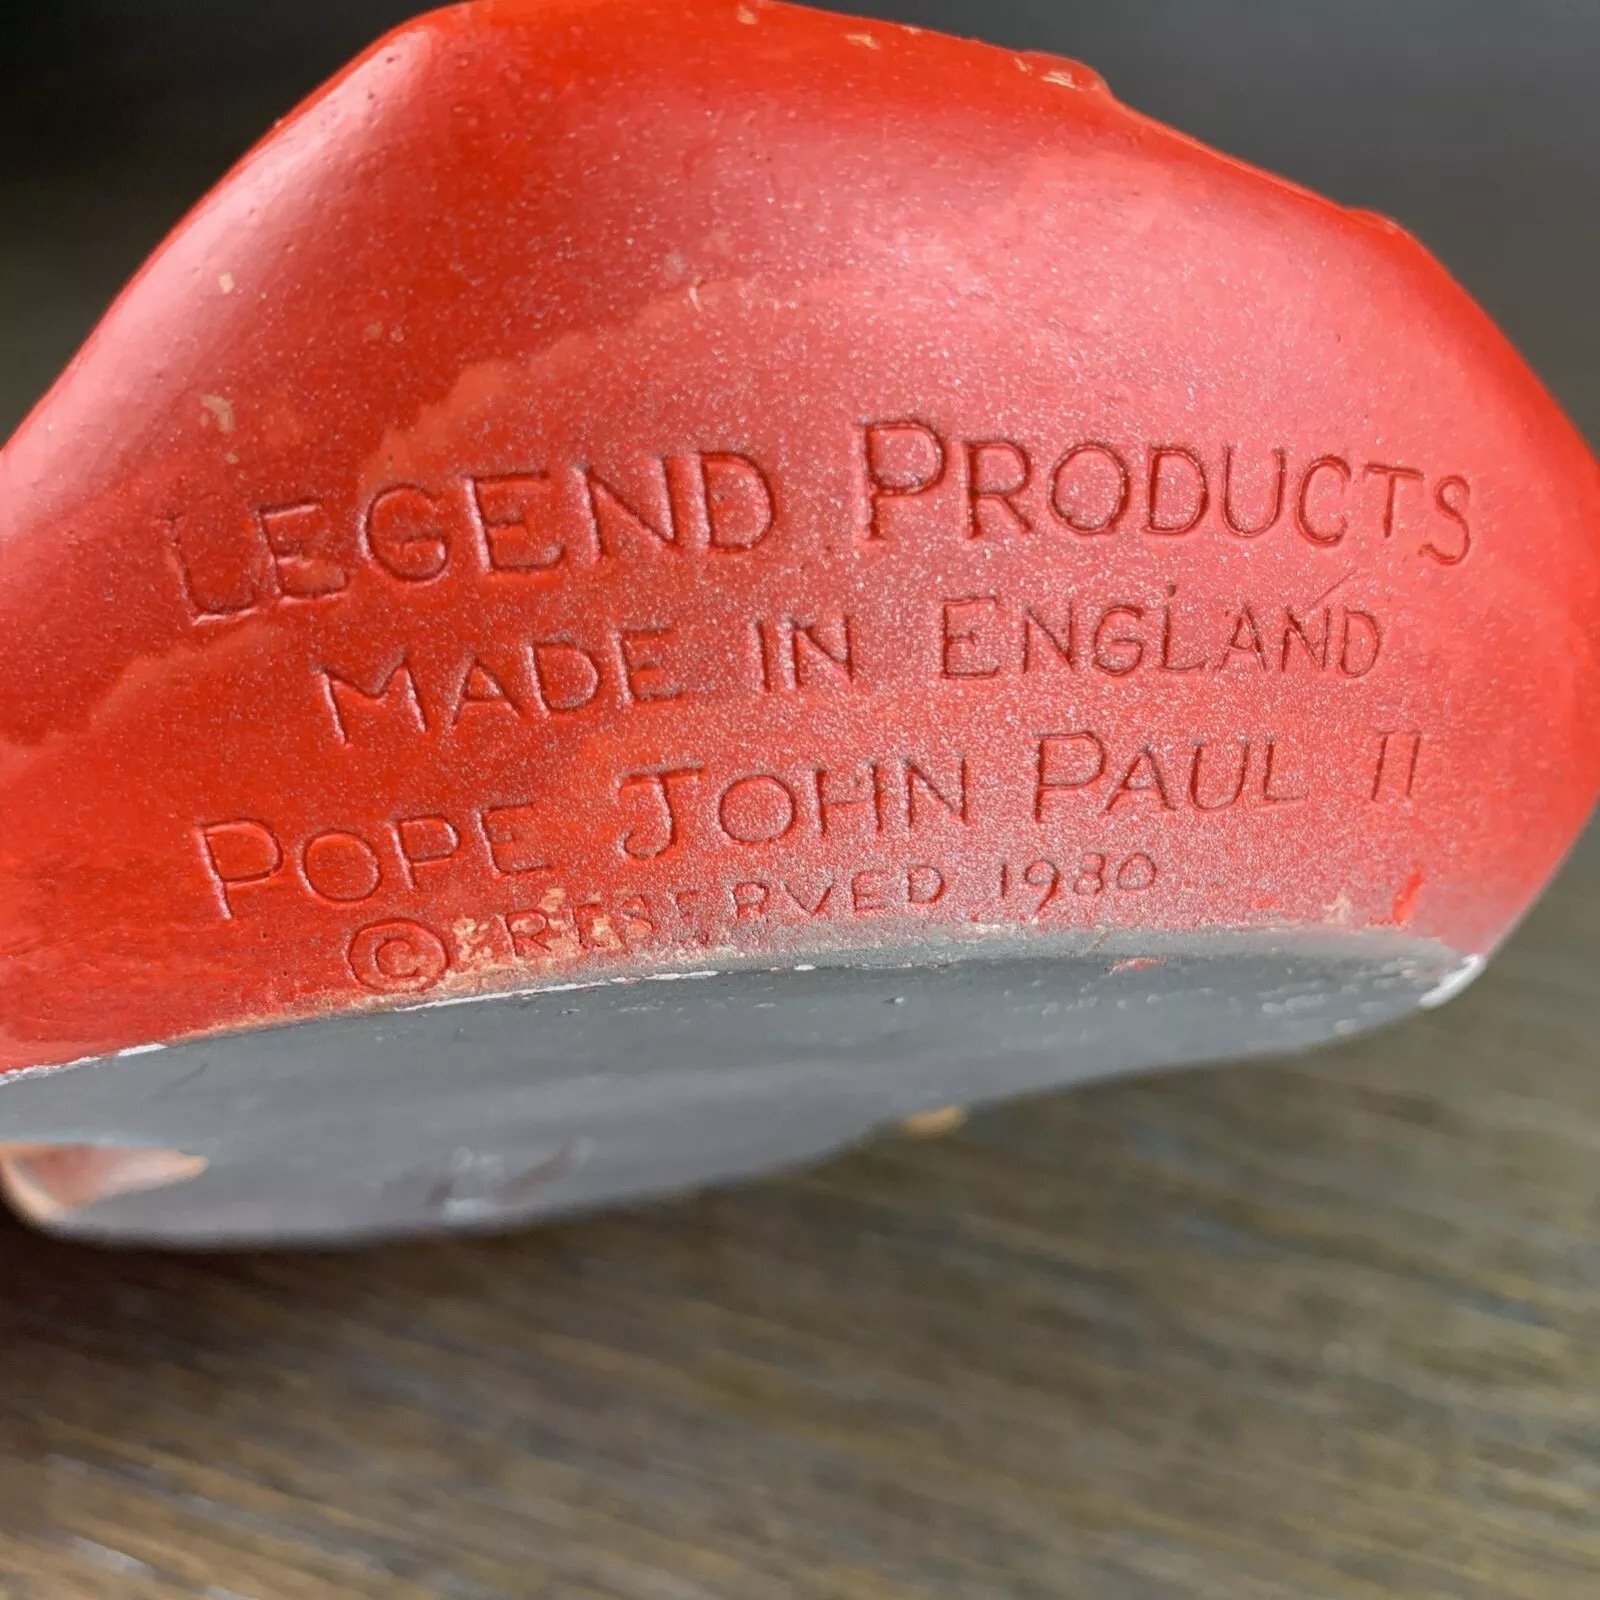 LEGEND PRODUCTS
MADE IN ENGLAND
POPE JOHN PAUL II
© RESERVED 1980